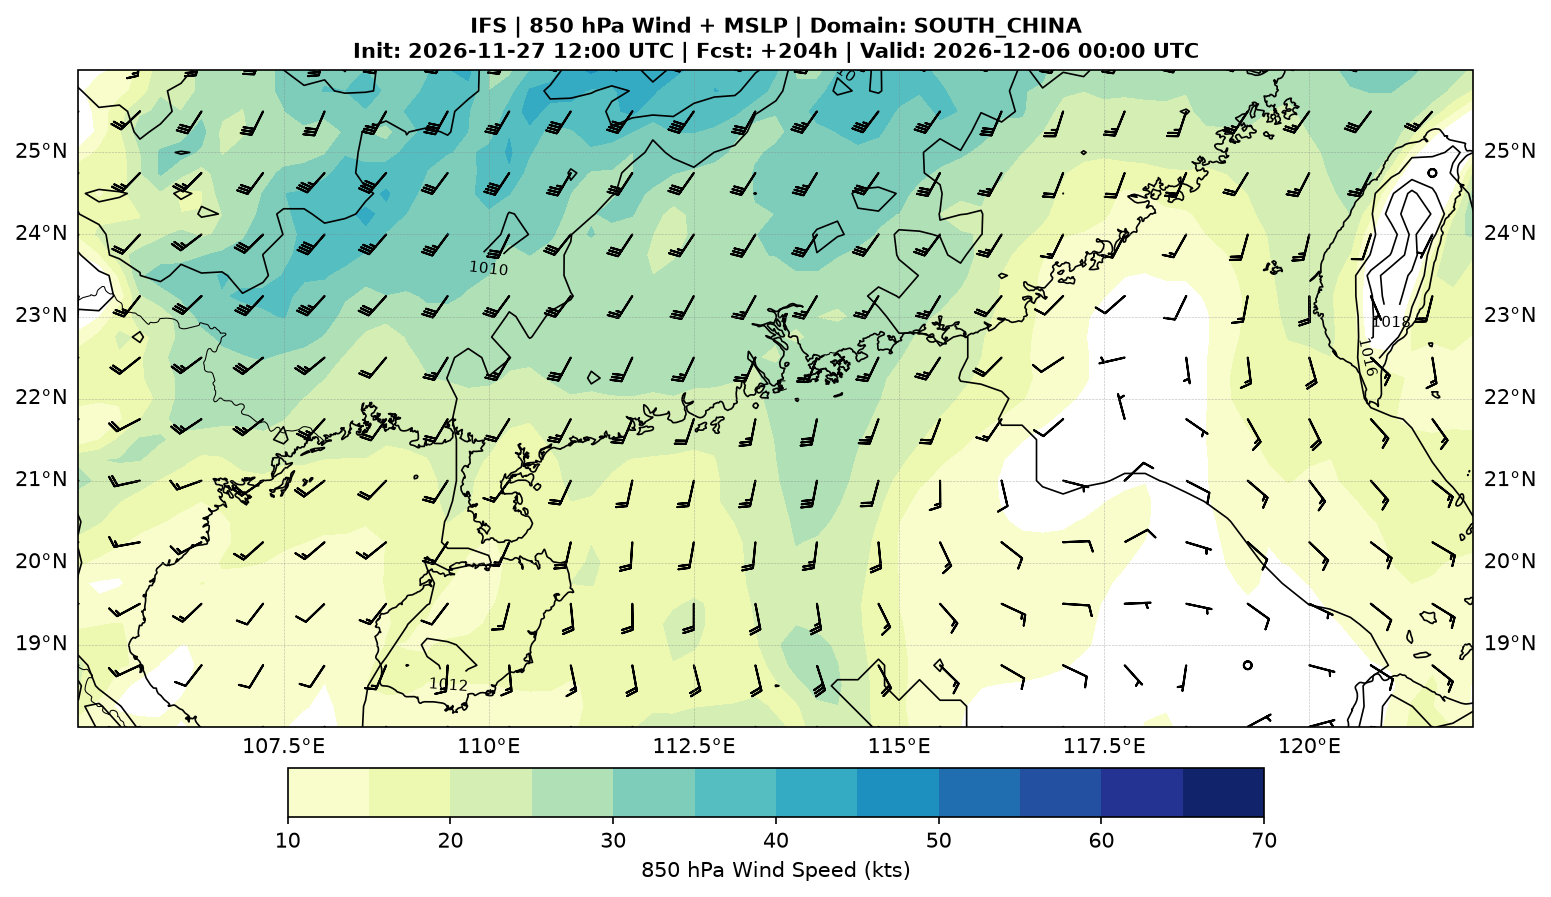 IFS | 850 hPa Wind + MSLP | Domain: SOUTH_CHINA
Init: 2026-11-27 12:00 UTC | Fcst: +204h | Valid: 2026-12-06 00:00 UTC
25°N 25°N
24°N 24°N
1010
23°N 1018 23°N
1016
22°N 22°N
21°N 21°N
20°N 20°N
19°N 19°N
1012
107.5°E 110°E 112.5°E 115°E 117.5°E 120°E
10 20 30 40 50 60 70
850 hPa Wind Speed (kts)